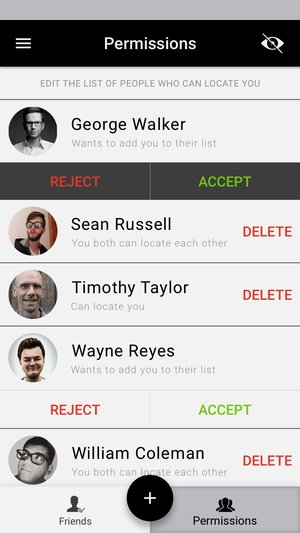 Permissions
EDIT THE LIST OF PEOPLE WHO CAN LOCATE YOU
George Walker
Wants to add you to their list
REJECT ACCEPT
Sean Russell
You both can locate each other
DELETE
Timothy Taylor
Can locate you
DELETE
Wayne Reyes
Wants to add you to their list
REJECT ACCEPT
William Coleman
You both can locate each other
DELETE
Friends
Permissions